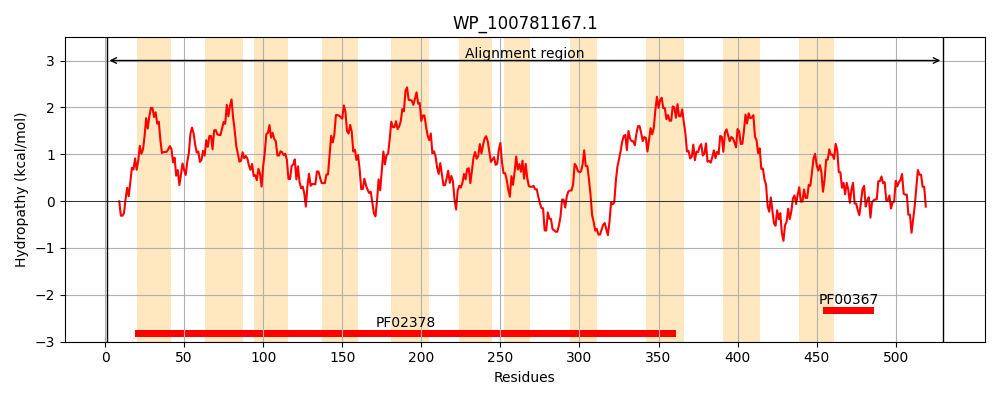 WP_100781167.1
Alignment region
Hydropathy (kcal/mol)
3
2
1
0
−1
−2
−3
PF00367
PF02378
0 50 100 150 200 250 300 350 400 450 500
Residues